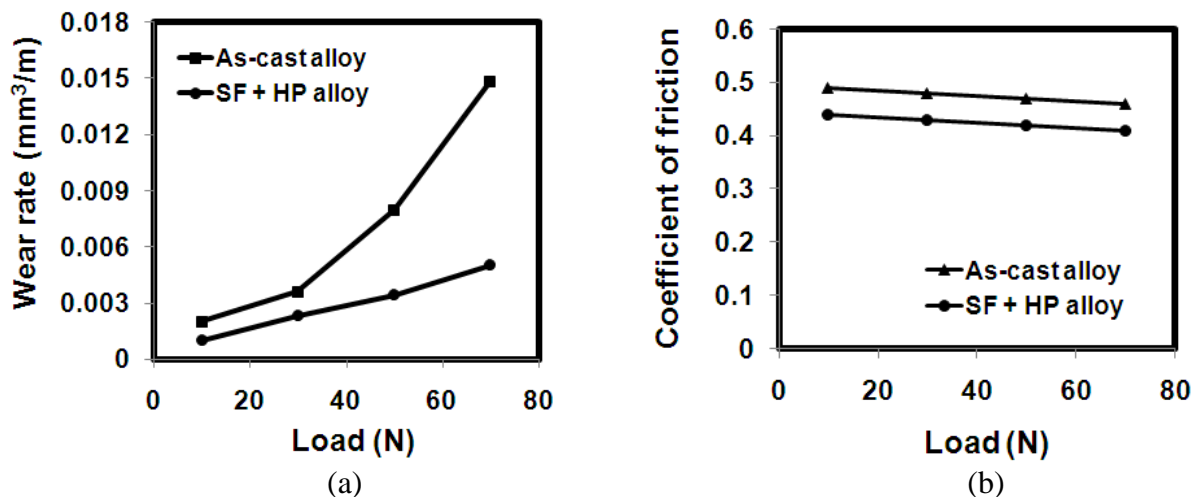 Wear rate (mm³/m)
0.018
0.015
0.012
0.009
0.006
0.003
0
As-cast alloy
SF + HP alloy
0 20 40 60 80
Load (N)
(a)
Coefficient of friction
0.6
0.5
0.4
0.3
0.2
0.1
0
As-cast alloy
SF + HP alloy
0 20 40 60 80
Load (N)
(b)